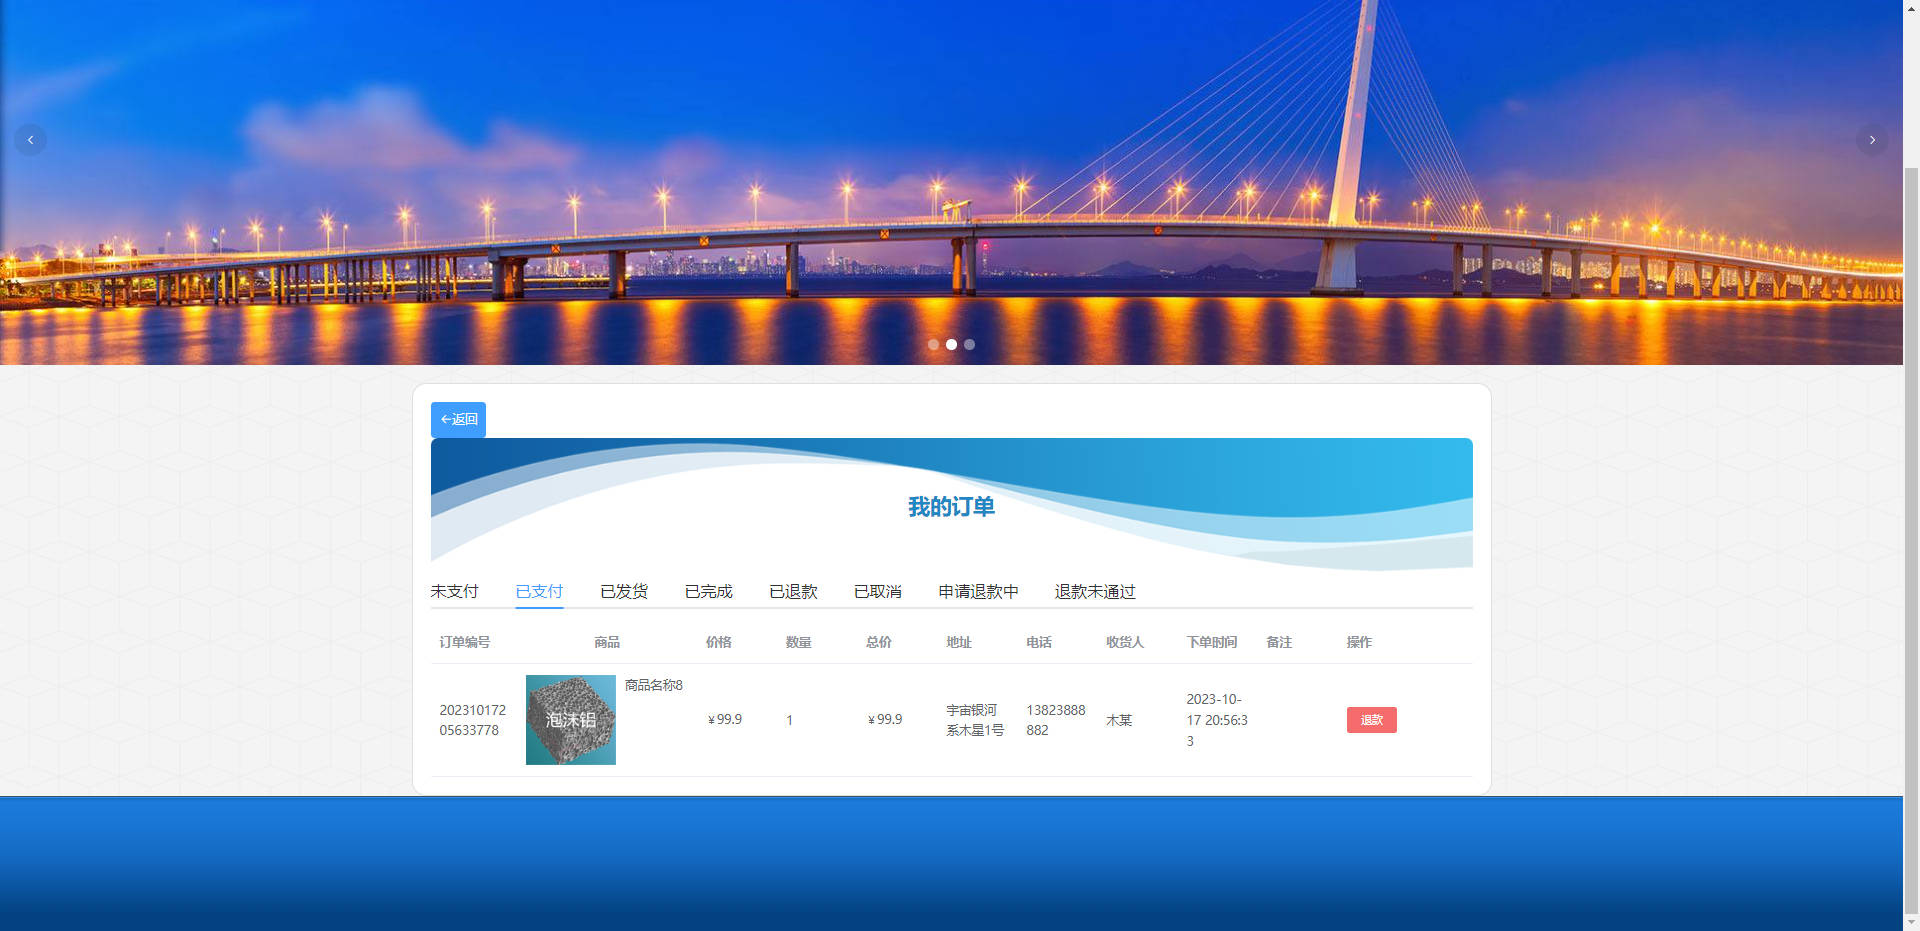 ←返回
我的订单
未支付 已支付 已发货 已完成 已退款 已取消 申请退款中 退款未通过
订单编号 商品 价格 数量 总价 地址 电话 收货人 下单时间 备注 操作
202310172
05633778
泡沫铝
商品名称8
¥99.9
1
¥99.9
宇宙银河
系木星1号
13823888
882
木某
2023-10-
17 20:56:3
3
退款